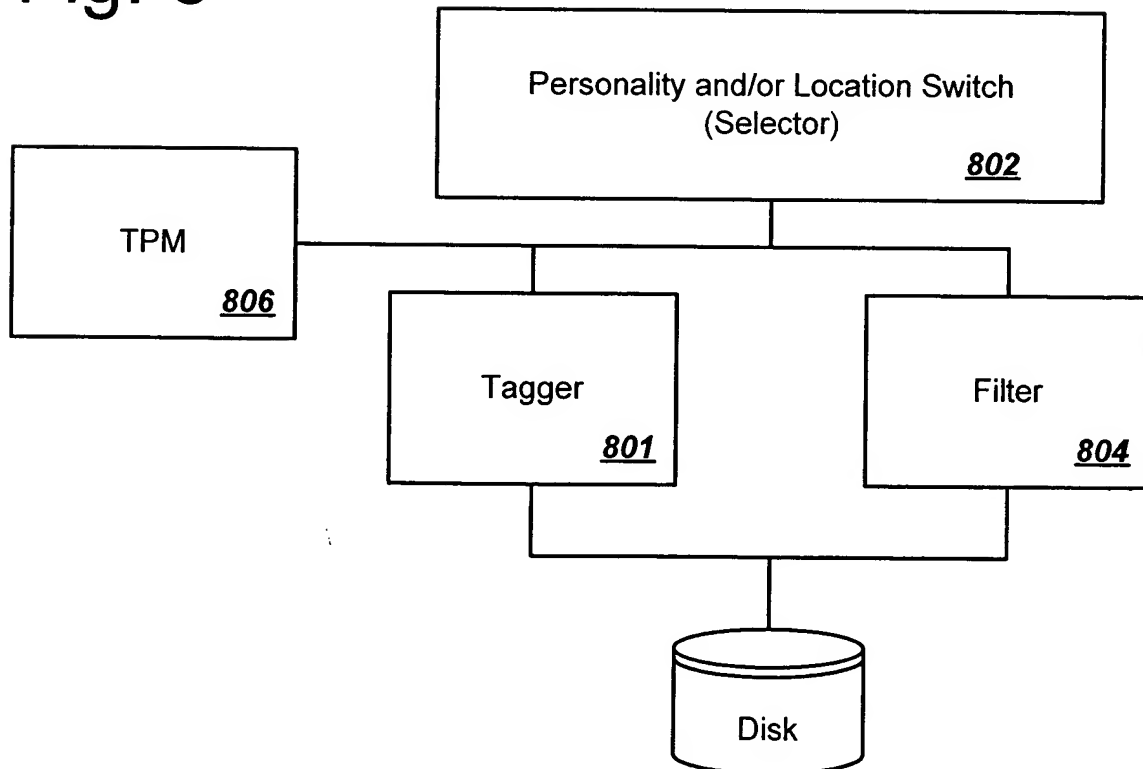 Personality and/or Location Switch
(Selector)
802
TPM
806
Tagger
801
Filter
804
Disk